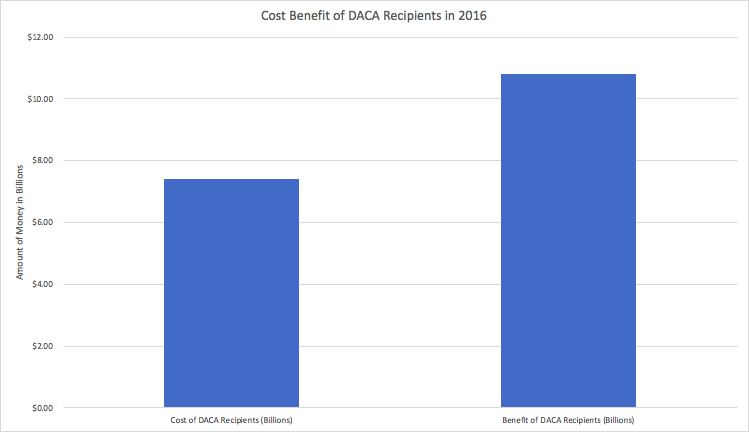 Cost Benefit of DACA Recipients in 2016
$12.00
$10.00
$8.00
$6.00
$4.00
$2.00
$0.00
Amount of Money in Billions
Cost of DACA Recipients (Billions)
Benefit of DACA Recipients (Billions)